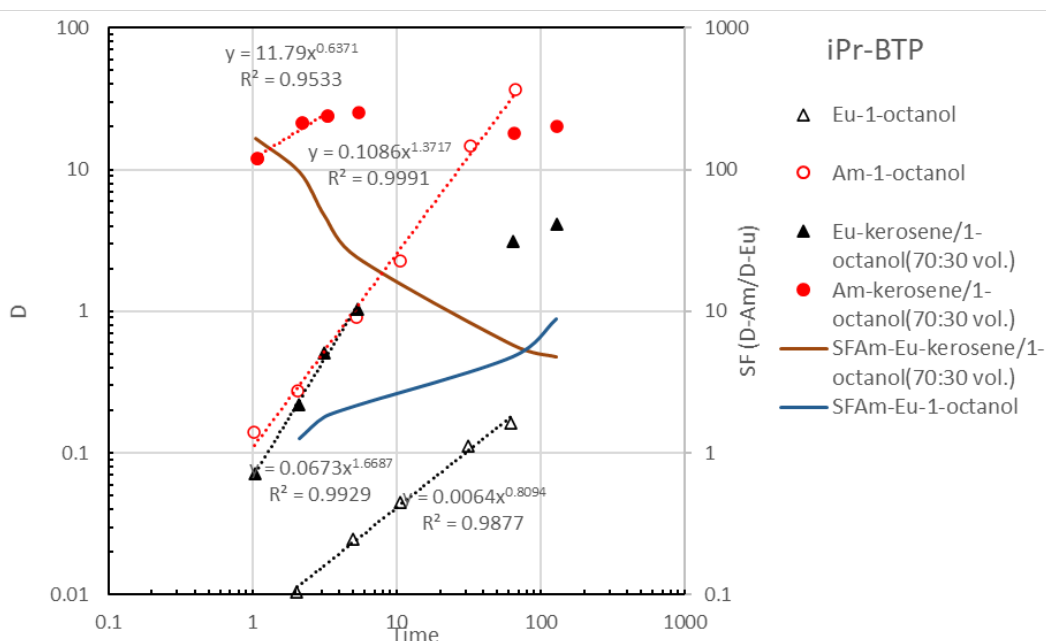 100
10
1
0.1
0.01
D
y = 11.79x^0.6371
R² = 0.9533
y = 0.1086x^1.3717
R² = 0.9991
y = 0.0673x^1.6687
R² = 0.9929
y = 0.0064x^0.8094
R² = 0.9877
0.1
1
10
100
1000
Time
1000
100
10
1
0.1
SF (D-Am/D-Eu)
iPr-BTP
Eu-1-octanol
Am-1-octanol
Eu-kerosene/1-
octanol(70:30 vol.)
Am-kerosene/1-
octanol(70:30 vol.)
SFAm-Eu-kerosene/1-
octanol(70:30 vol.)
SFAm-Eu-1-octanol